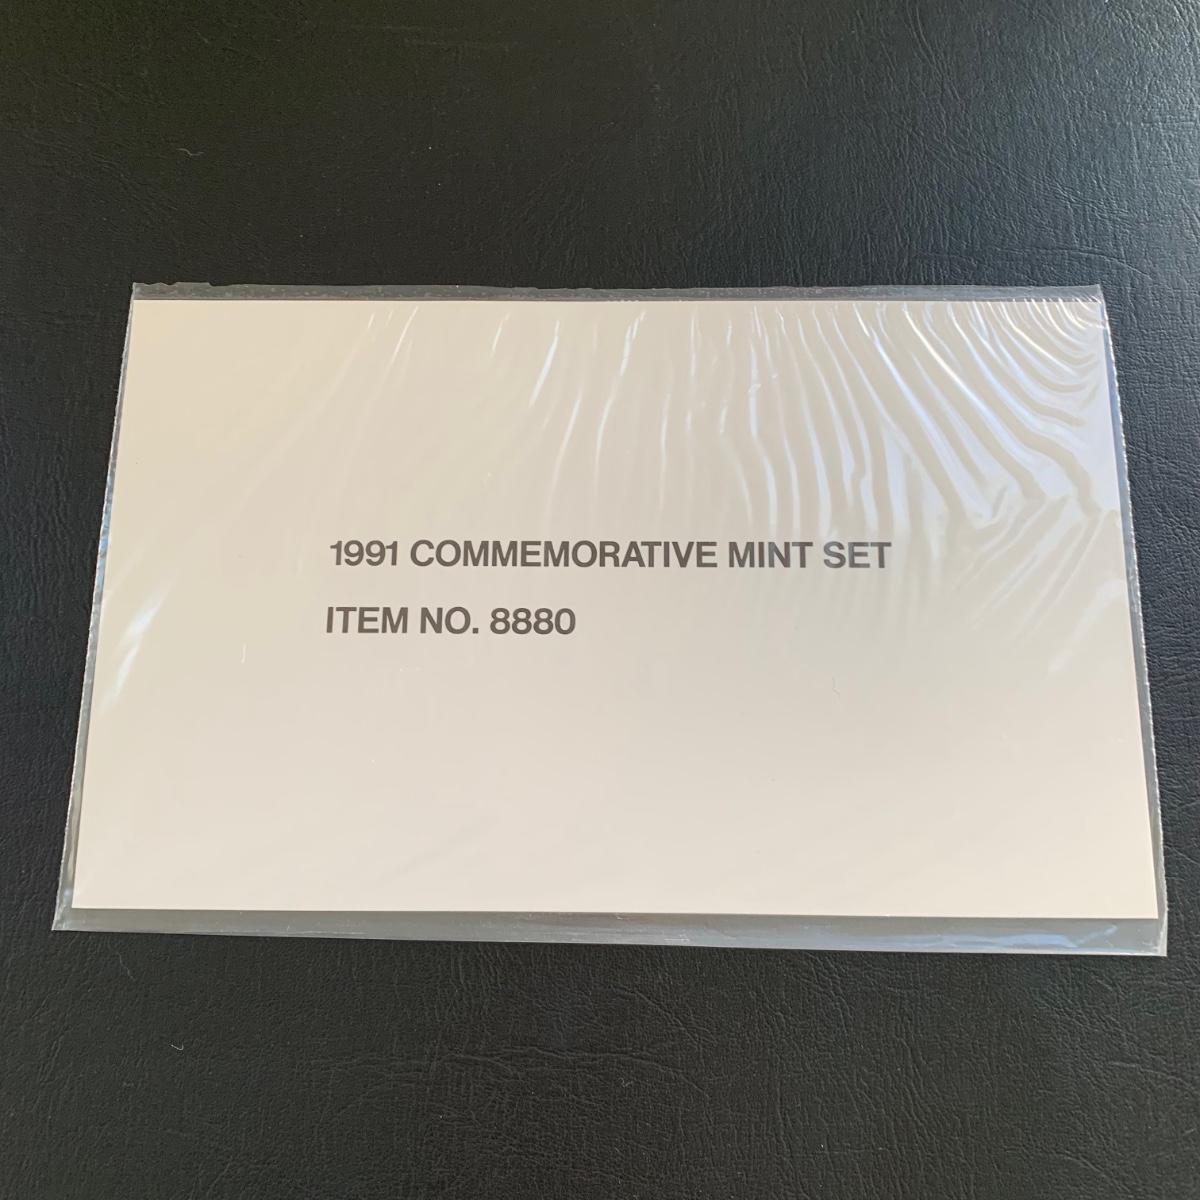 1991 COMMEMORATIVE MINT SET
ITEM NO. 8880